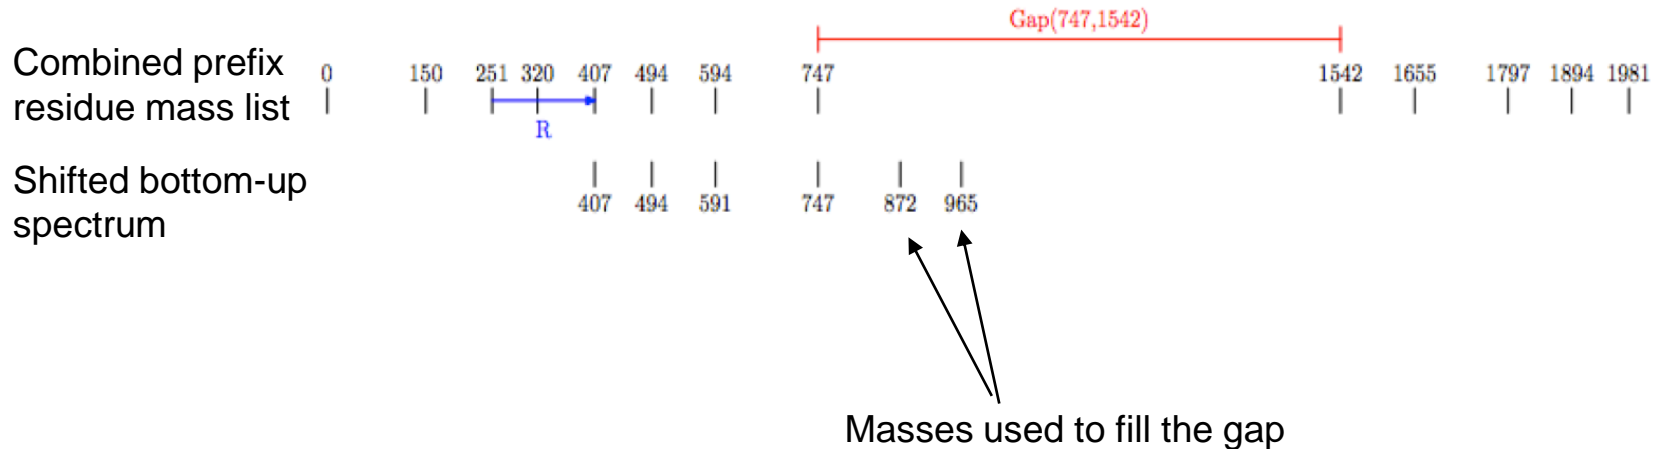 Gap(747,1542)
Combined prefix
residue mass list
0 150 251 320 407 494 594 747 1542 1655 1797 1894 1981
R
Shifted bottom-up
spectrum
407 494 591 747 872 965
Masses used to fill the gap